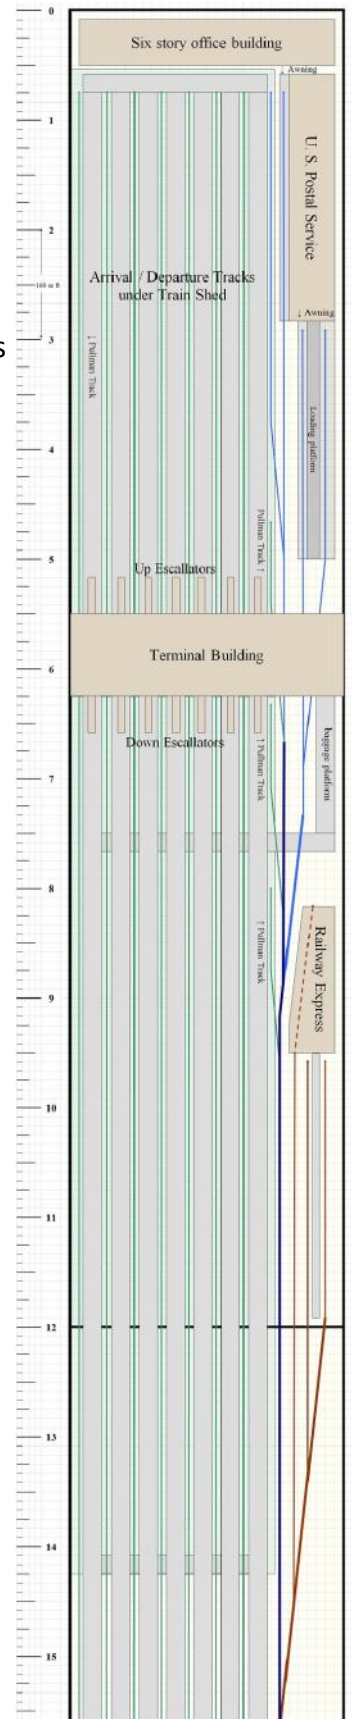 0
Six story office building
↓ Awning
1
U. S. Postal Service
2
Arrival / Departure Tracks
under Train Shed
↓ Awning
3
s
↓ Pullman Track
Loading platform
4
Pullman Track ↑
5
Up Escallators
Terminal Building
6
Down Escallators
↑ Pullman Track
baggage platform
7
8
↑ Pullman Track
Railway Express
9
10
11
12
13
14
15